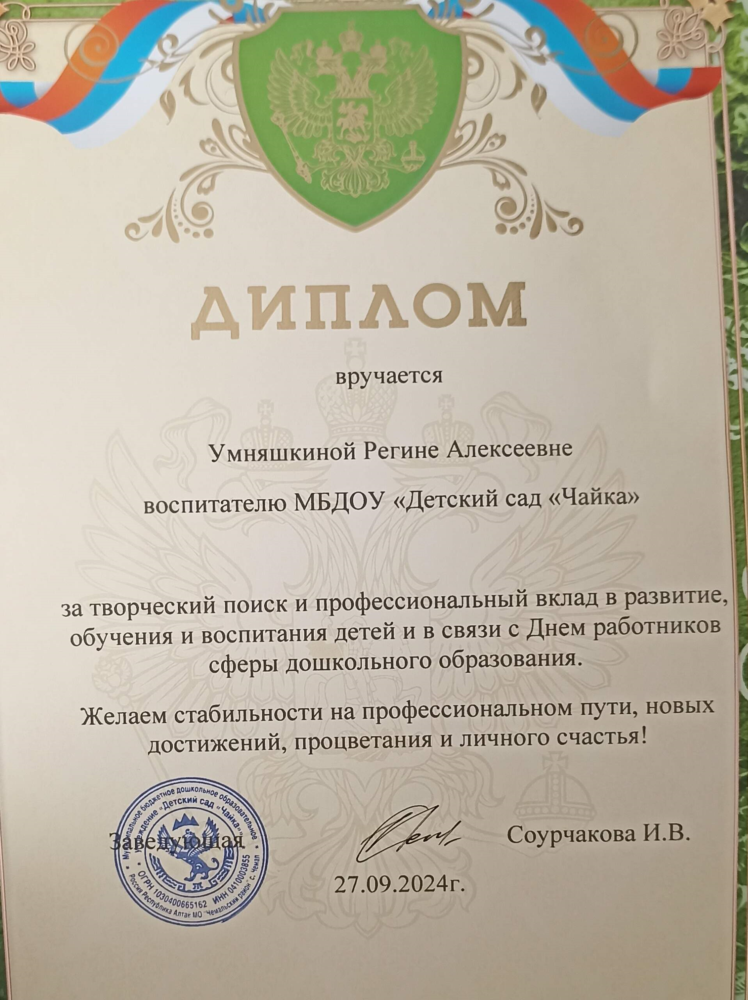 ДИПЛОМ
вручается
Умняшкиной Регине Алексеевне
воспитателю МБДОУ «Детский сад «Чайка»
за творческий поиск и профессиональный вклад в развитие,
обучения и воспитания детей и в связи с Днем работников
сферы дошкольного образования.
Желаем стабильности на профессиональном пути, новых
достижений, процветания и личного счастья!
Заведующая
Соурчакова И.В.
27.09.2024г.
* Муниципальное бюджетное дошкольное образовательное *
учреждение «Детский сад «Чайка»» *
* ОГРН 1030400665162 ИНН 0410003855
Россия Республика Алтай МО "Чемальский район" с. Чемал